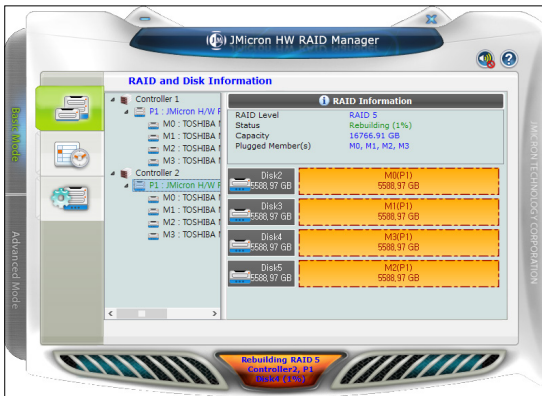 JMicron HW RAID Manager
RAID and Disk Information
Basic Mode
Advanced Mode
Controller 1
P1 : JMicron H/W R
M0 : TOSHIBA
M1 : TOSHIBA
M2 : TOSHIBA
M3 : TOSHIBA
Controller 2
P1 : JMicron H/W R
M0 : TOSHIBA
M1 : TOSHIBA
M2 : TOSHIBA
M3 : TOSHIBA
RAID Information
RAID Level RAID 5
Status Rebuilding (1%)
Capacity 16766.91 GB
Plugged Member(s) M0, M1, M2, M3
Disk2 M0(P1)
5588,97 GB 5588,97 GB
Disk3 M1(P1)
5588,97 GB 5588,97 GB
Disk4 M3(P1)
5588,97 GB 5588,97 GB
Disk5 M2(P1)
5588,97 GB 5588,97 GB
JMICRON TECHNOLOGY CORPORATION
Rebuilding RAID 5
Controller2, P1
Disk4 (1%)